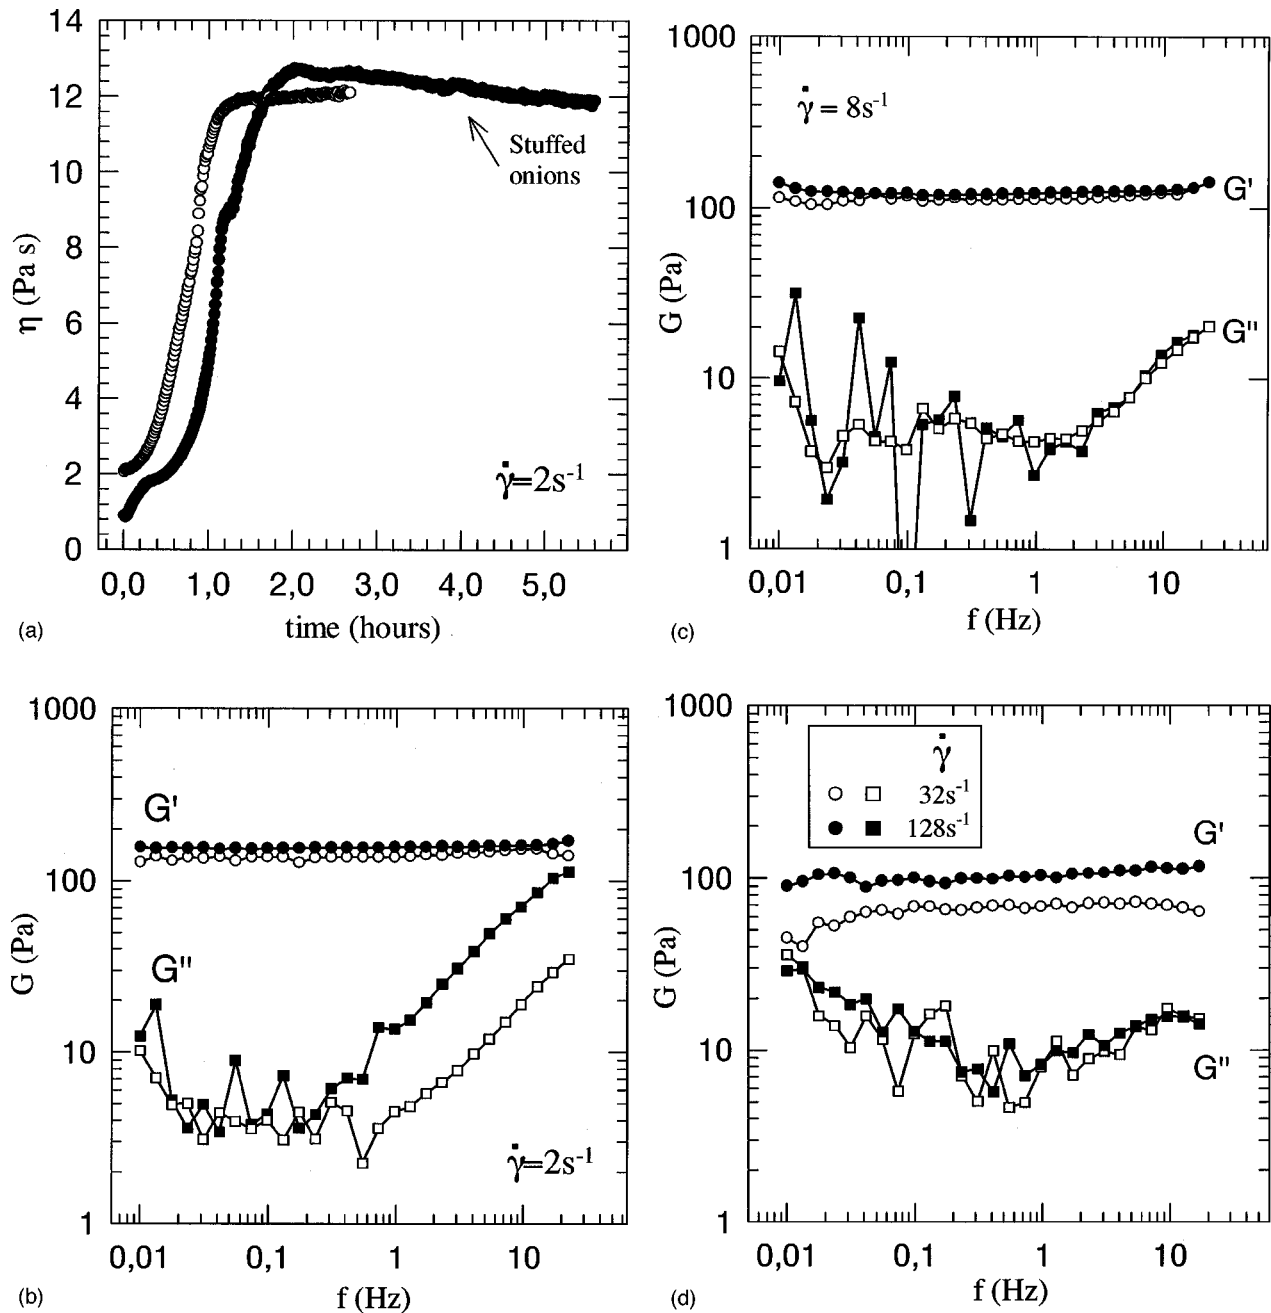 14
12
10
8
6
4
2
0
η (Pa s)
Stuffed
onions
γ̇=2s⁻¹
0,0 1,0 2,0 3,0 4,0 5,0
time (hours)
(a)
1000
100
10
1
G (Pa)
γ̇ = 8s⁻¹
G'
G"
0,01 0,1 1 10
f (Hz)
(c)
1000
100
10
1
G (Pa)
G'
G"
γ̇=2s⁻¹
0,01 0,1 1 10
f (Hz)
(b)
1000
100
10
1
G (Pa)
γ̇
32s⁻¹
128s⁻¹
G'
G"
0,01 0,1 1 10
f (Hz)
(d)